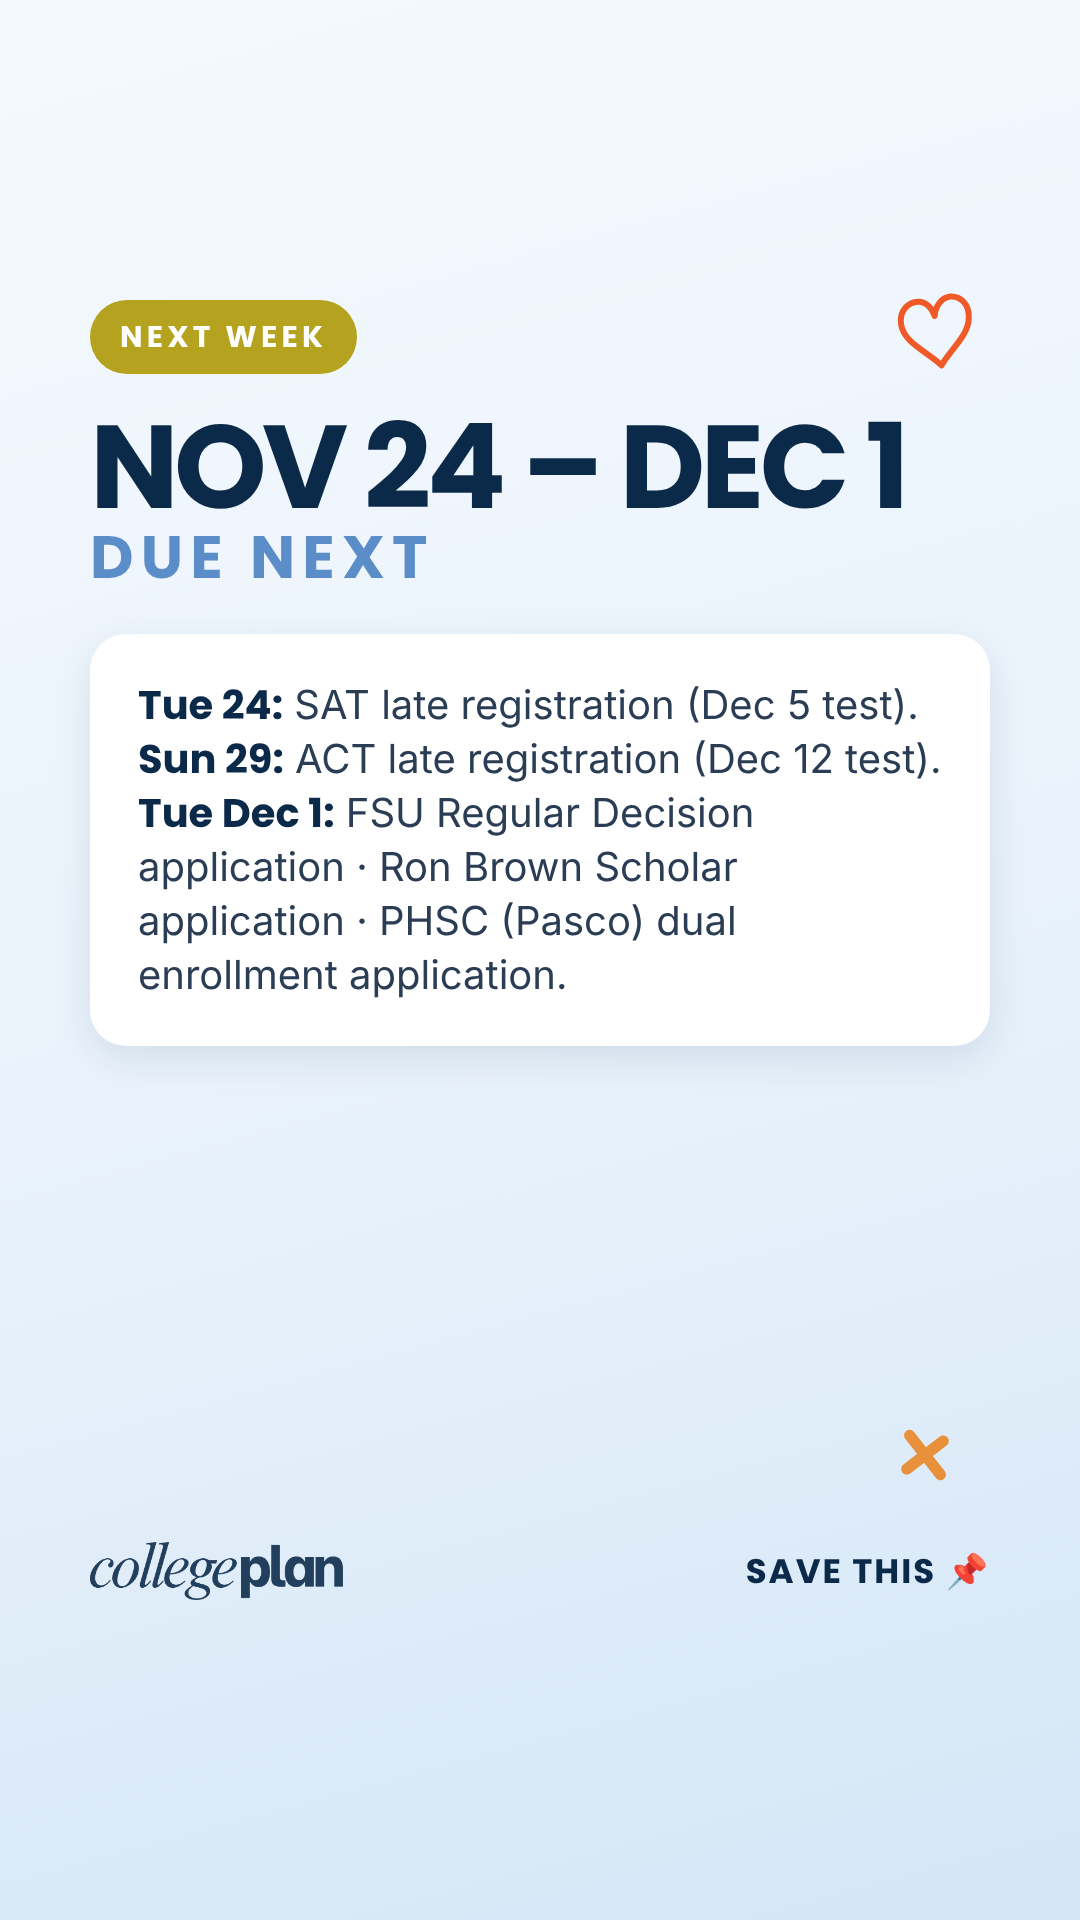 NEXT WEEK
NOV 24 – DEC 1
DUE NEXT
Tue 24: SAT late registration (Dec 5 test).
Sun 29: ACT late registration (Dec 12 test).
Tue Dec 1: FSU Regular Decision
application · Ron Brown Scholar
application · PHSC (Pasco) dual
enrollment application.
collegeplan
SAVE THIS 📌